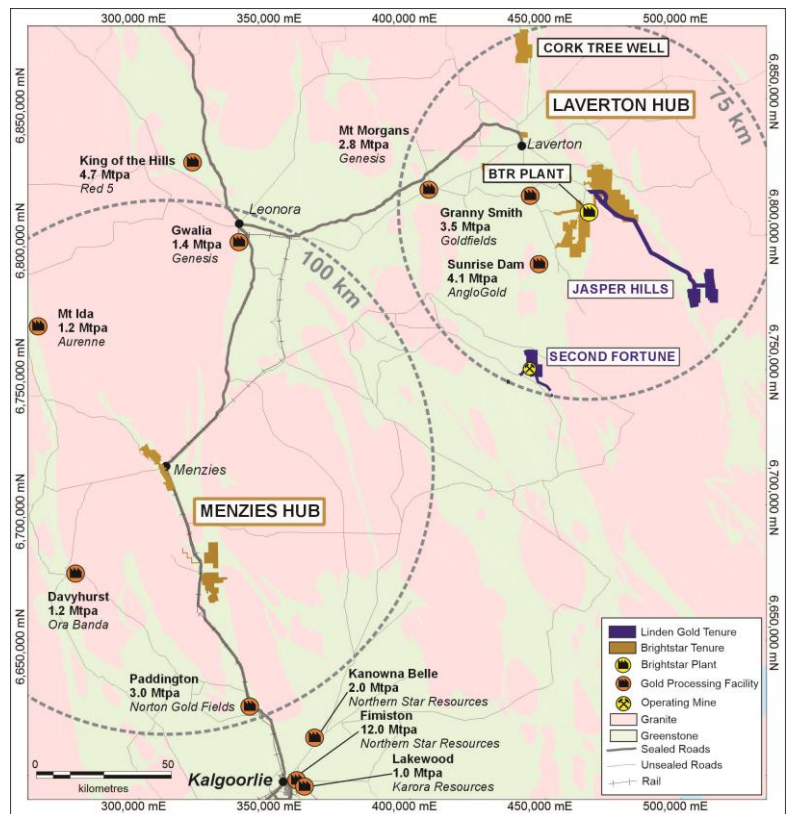 300,000 mE
350,000 mE
400,000 mE
450,000 mE
500,000 mE
6,850,000 mN
6,800,000 mN
6,750,000 mN
6,700,000 mN
6,650,000 mN
6,850,000 mN
6,800,000 mN
6,750,000 mN
6,700,000 mN
6,650,000 mN
CORK TREE WELL
LAVERTON HUB
75 km
Mt Morgans
2.8 Mtpa
Genesis
Laverton
King of the Hills
4.7 Mtpa
Red 5
BTR PLANT
Leonora
Granny Smith
3.5 Mtpa
Goldfields
Gwalia
1.4 Mtpa
Genesis
Sunrise Dam
4.1 Mtpa
AngloGold
100 km
JASPER HILLS
Mt Ida
1.2 Mtpa
Aurenne
SECOND FORTUNE
Menzies
MENZIES HUB
Davyhurst
1.2 Mtpa
Ora Banda
Paddington
3.0 Mtpa
Norton Gold Fields
Kanowna Belle
2.0 Mtpa
Northern Star Resources
Fimiston
12.0 Mtpa
Northern Star Resources
Lakewood
1.0 Mtpa
Karora Resources
Kalgoorlie
0 50
kilometres
Linden Gold Tenure
Brightstar Tenure
Brightstar Plant
Gold Processing Facility
Operating Mine
Granite
Greenstone
Sealed Roads
Unsealed Roads
Rail
300,000 mE
350,000 mE
400,000 mE
450,000 mE
500,000 mE